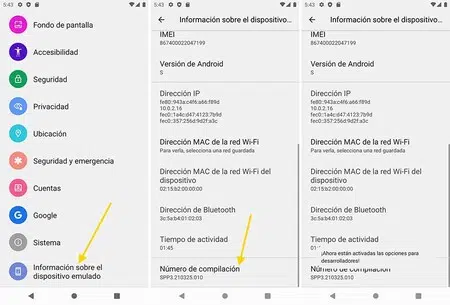 5:43
Fondo de pantalla
Accesibilidad
Seguridad
Privacidad
Ubicación
Seguridad y emergencia
Cuentas
Google
Sistema
Información sobre el
dispositivo emulado
5:43
Información sobre el dispositivo...
IMEI
867400022047199
Versión de Android
S
Dirección IP
fe80::943a:c4f6:a66f:f89d
10.0.2.16
fec0::1a4c:d47:4123:7b9d
fec0::357:256d:9d2f:a3c
Dirección MAC de la red Wi-Fi
Para verla, selecciona una red guardada
Dirección MAC de la red Wi-Fi del
dispositivo
02:15:b2:00:00:00
Dirección de Bluetooth
3c:5a:b4:01:02:03
Tiempo de actividad
01:45
Número de compilación
SPP3.210325.010
5:43
Información sobre el dispositivo...
IMEI
867400022047199
Versión de Android
S
Dirección IP
fe80::943a:c4f6:a66f:f89d
10.0.2.16
fec0::1a4c:d47:4123:7b9d
fec0::357:256d:9d2f:a3c
Dirección MAC de la red Wi-Fi
Para verla, selecciona una red guardada
Dirección MAC de la red Wi-Fi del
dispositivo
02:15:b2:00:00:00
Dirección de Bluetooth
3c:5a:b4:01:02:03
Tiempo de actividad
01:
¡Ahora están activadas las opciones para
desarrolladores!
Número de compilación
SPP3.210325.010